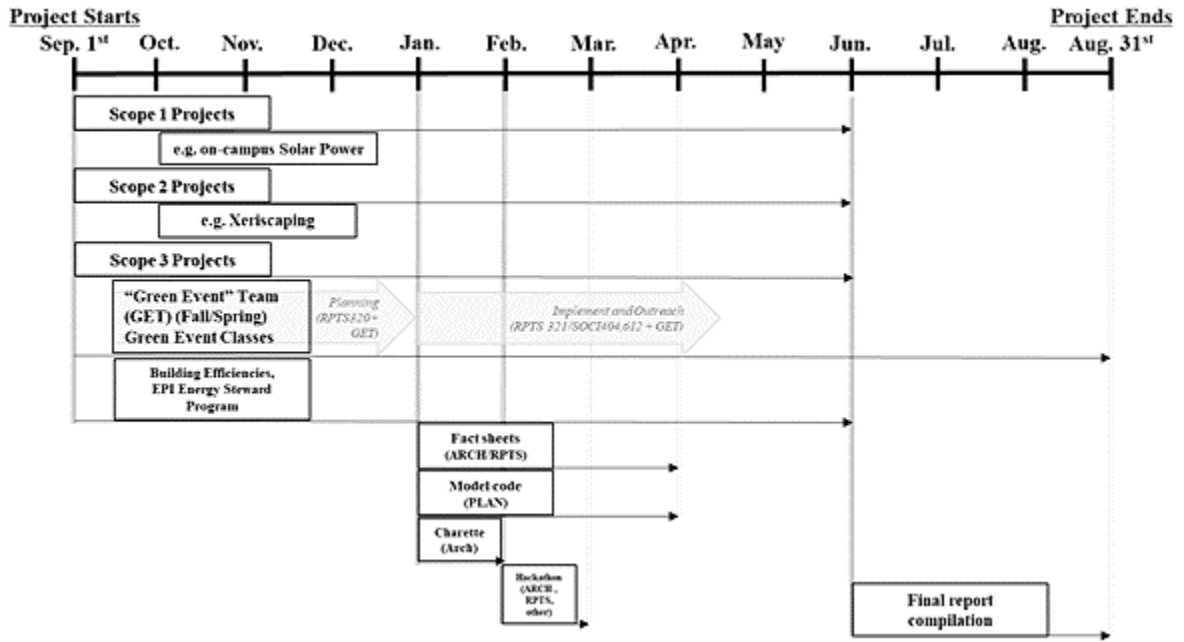 Project Starts
Project Ends
Sep. 1st Oct. Nov. Dec. Jan. Feb. Mar. Apr. May Jun. Jul. Aug. Aug. 31st
Scope 1 Projects
e.g. on-campus Solar Power
Scope 2 Projects
e.g. Xeriscaping
Scope 3 Projects
“Green Event” Team
(GET) (Fall/Spring)
Green Event Classes
Planning
(RPTS320+
GET)
Implement and Outreach
(RPTS 321/SOCI404,612 + GET)
Building Efficiencies,
EPI Energy Steward
Program
Fact sheets
(ARCH/RPTS)
Model code
(PLAN)
Charette
(Arch)
Hackathon
(ARCH,
RPTS,
other)
Final report
compilation